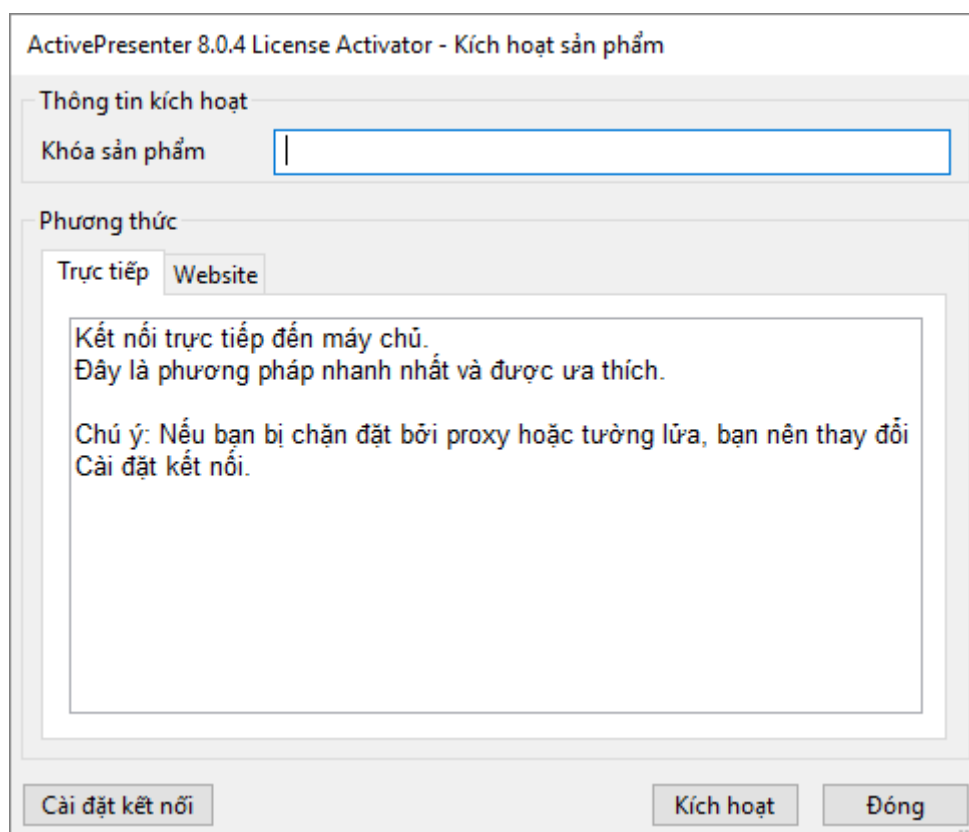 ActivePresenter 8.0.4 License Activator - Kích hoạt sản phẩm
Thông tin kích hoạt
Khóa sản phẩm
Phương thức
Trực tiếp Website
Kết nối trực tiếp đến máy chủ.
Đây là phương pháp nhanh nhất và được ưa thích.
Chú ý: Nếu bạn bị chặn đặt bởi proxy hoặc tường lửa, bạn nên thay đổi
Cài đặt kết nối.
Cài đặt kết nối Kích hoạt Đóng